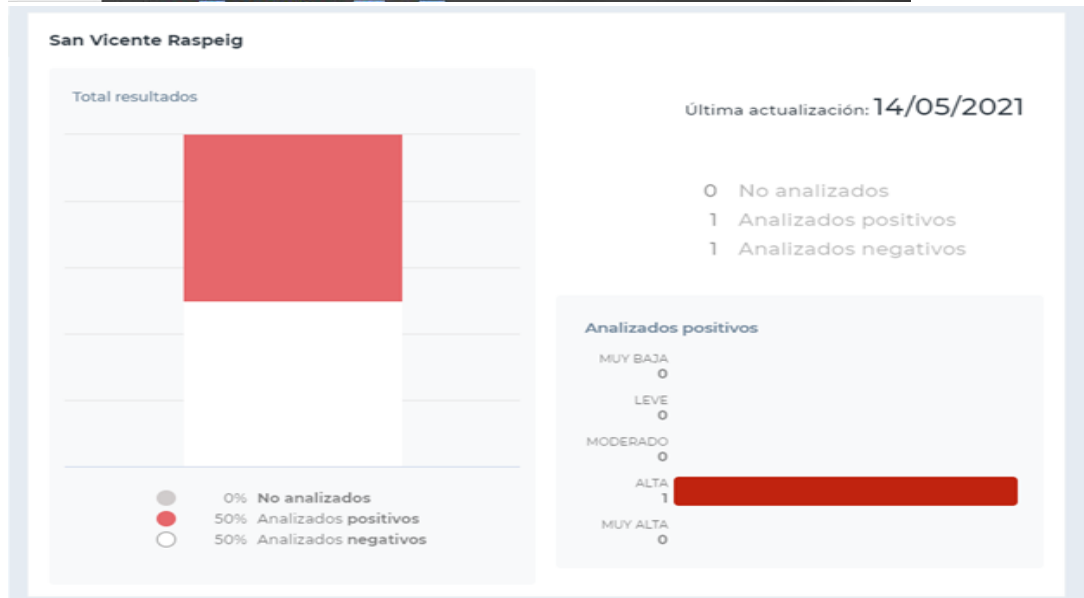 San Vicente Raspeig
Total resultados
0% No analizados
50% Analizados positivos
50% Analizados negativos
Última actualización: 14/05/2021
0 No analizados
1 Analizados positivos
1 Analizados negativos
Analizados positivos
MUY BAJA
0
LEVE
0
MODERADO
0
ALTA
1
MUY ALTA
0